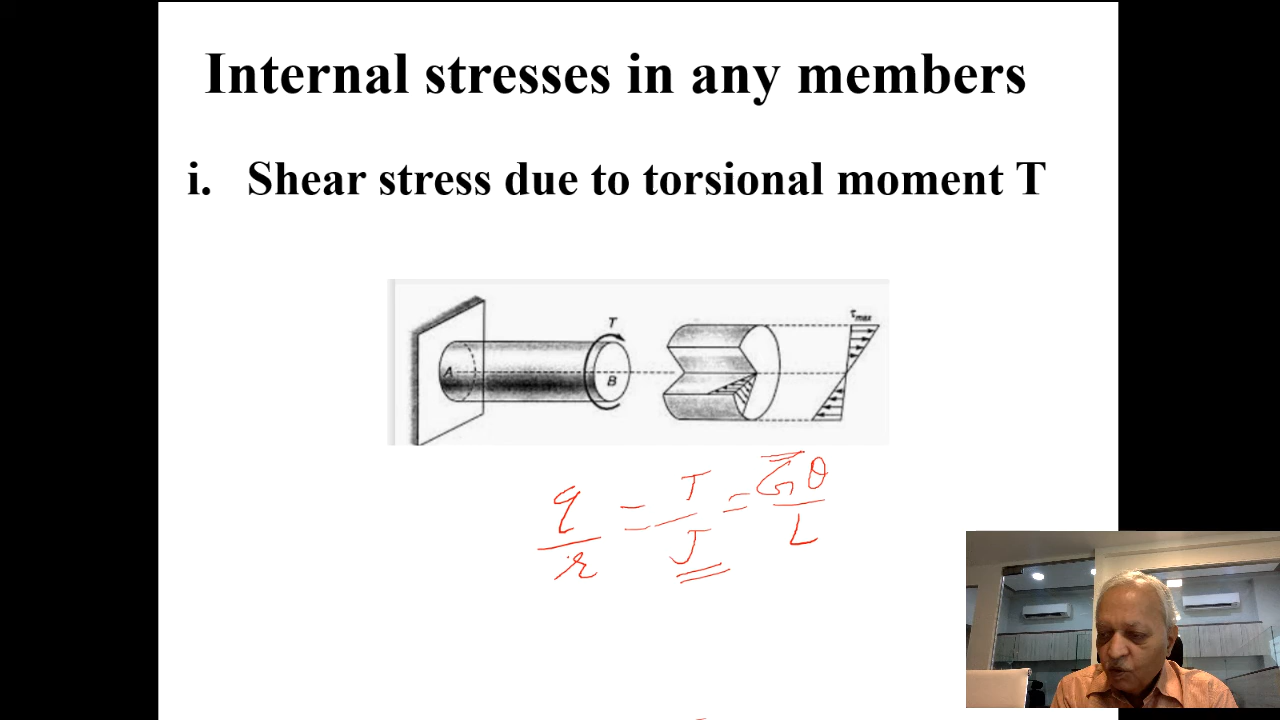 Internal stresses in any members
i. Shear stress due to torsional moment T
T
τmax
A
B
q/r = T/J = Gθ/L